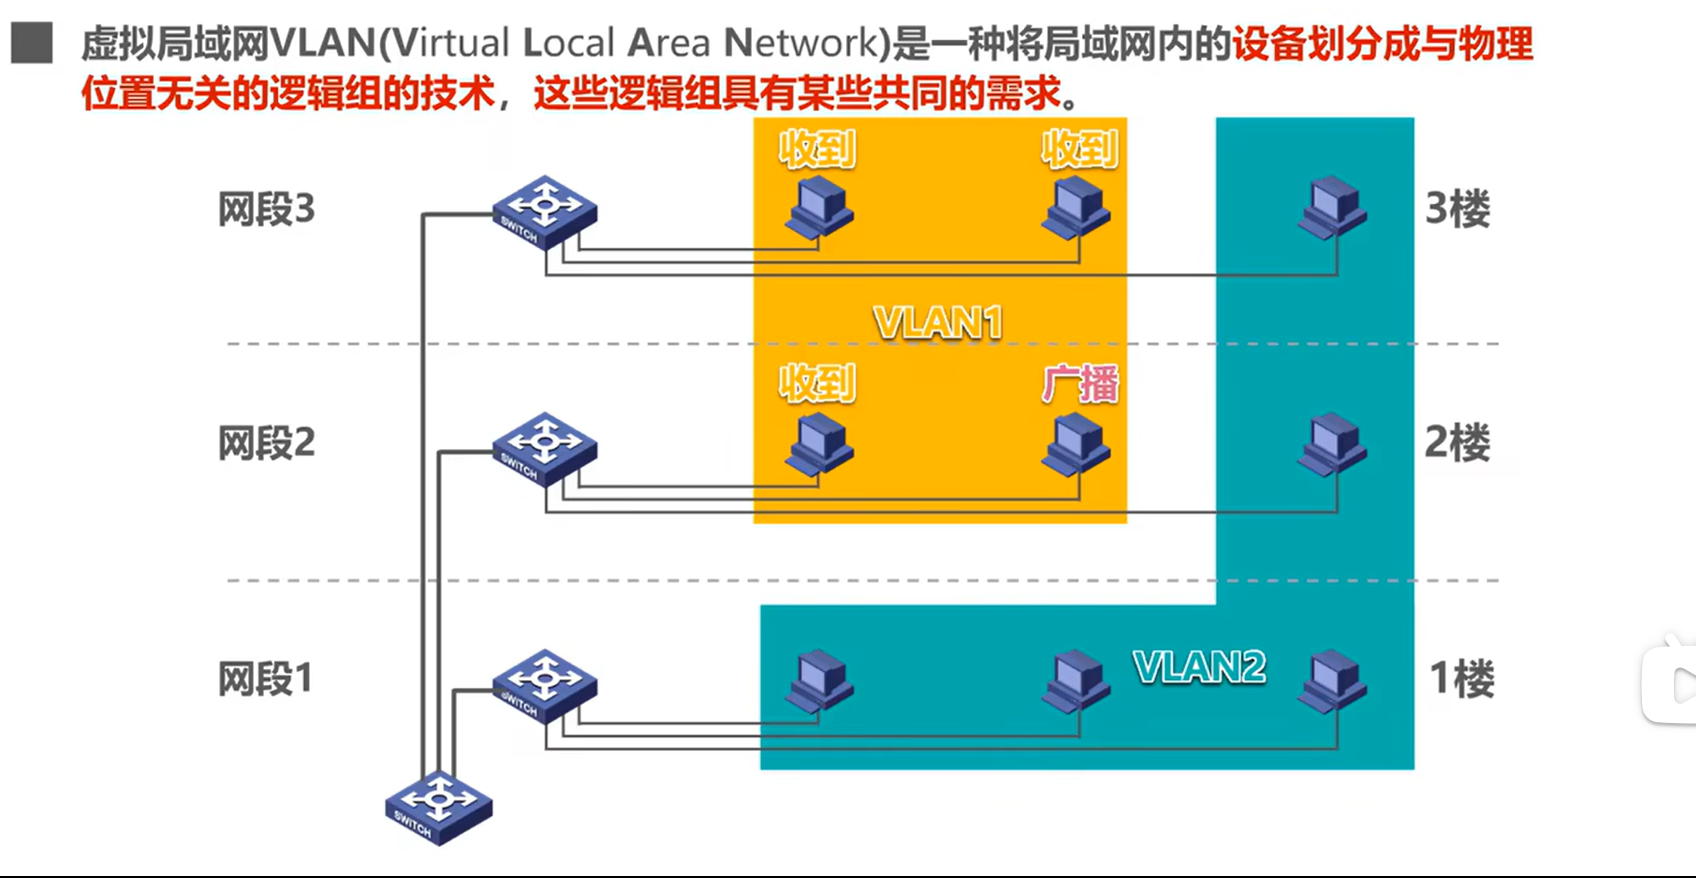 虚拟局域网VLAN(Virtual Local Area Network)是一种将局域网内的设备划分成与物理
位置无关的逻辑组的技术，这些逻辑组具有某些共同的需求。
收到
收到
网段3
SWITCH
3楼
VLAN1
收到
广播
网段2
SWITCH
2楼
网段1
SWITCH
VLAN2
1楼
SWITCH